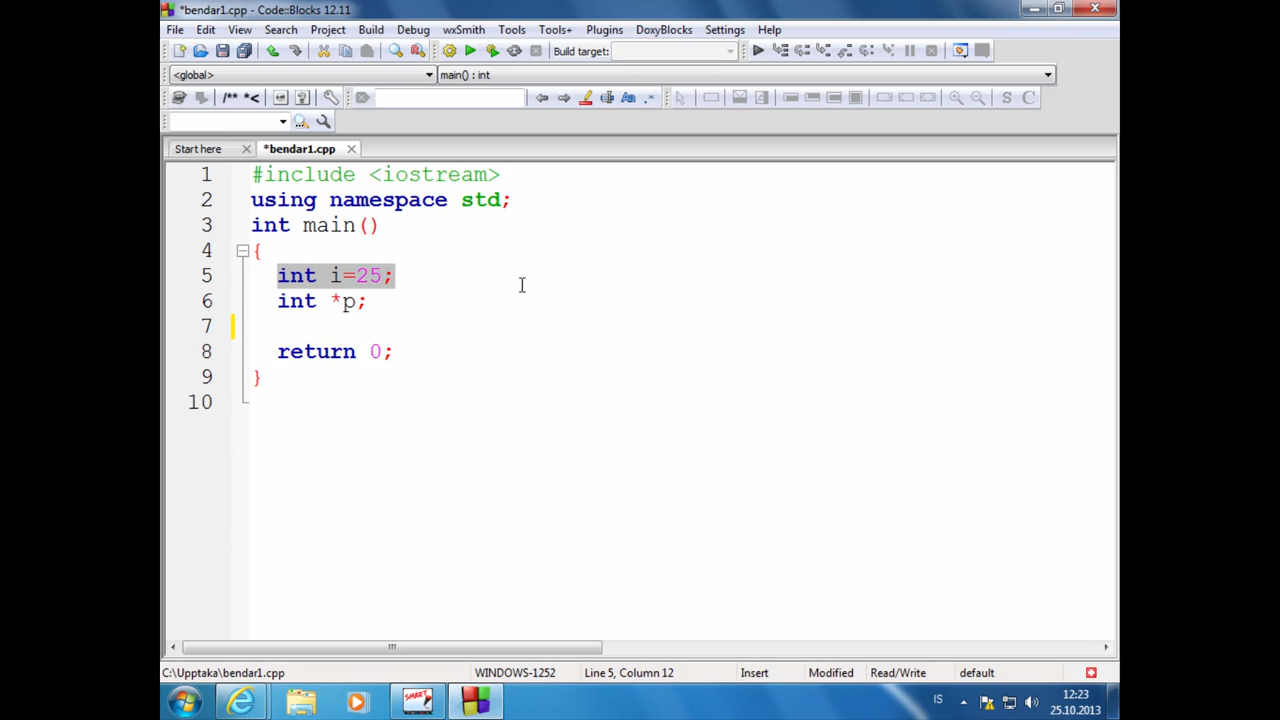 *bendar1.cpp - Code::Blocks 12.11
File Edit View Search Project Build Debug wxSmith Tools Tools+ Plugins DoxyBlocks Settings Help
Build target:
<global> main() : int
/** *<
Aa .*
S C
Start here *bendar1.cpp
1 #include <iostream>
2 using namespace std;
3 int main()
4 {
5 int i=25;
6 int *p;
7
8 return 0;
9 }
10
C:\Upptaka\bendar1.cpp WINDOWS-1252 Line 5, Column 12 Insert Modified Read/Write default
SMART IS 12:23
25.10.2013